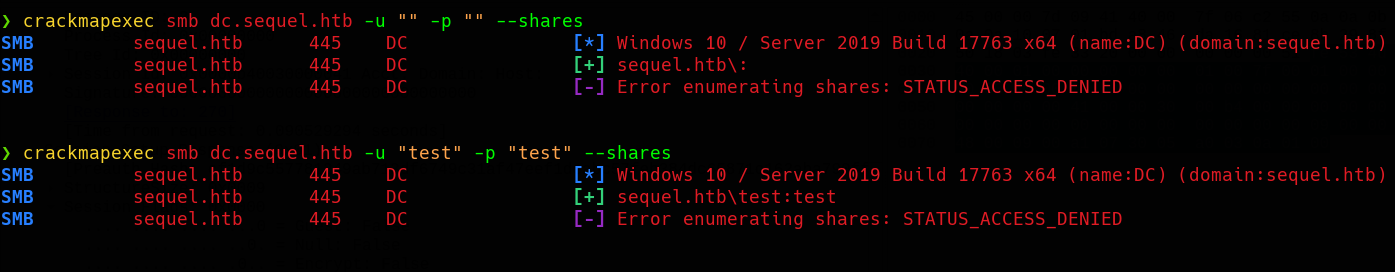 ❯ crackmapexec smb dc.sequel.htb -u "" -p "" --shares
SMB sequel.htb 445 DC [*] Windows 10 / Server 2019 Build 17763 x64 (name:DC) (domain:sequel.htb)
SMB sequel.htb 445 DC [+] sequel.htb\:
SMB sequel.htb 445 DC [-] Error enumerating shares: STATUS_ACCESS_DENIED
❯ crackmapexec smb dc.sequel.htb -u "test" -p "test" --shares
SMB sequel.htb 445 DC [*] Windows 10 / Server 2019 Build 17763 x64 (name:DC) (domain:sequel.htb)
SMB sequel.htb 445 DC [+] sequel.htb\test:test
SMB sequel.htb 445 DC [-] Error enumerating shares: STATUS_ACCESS_DENIED